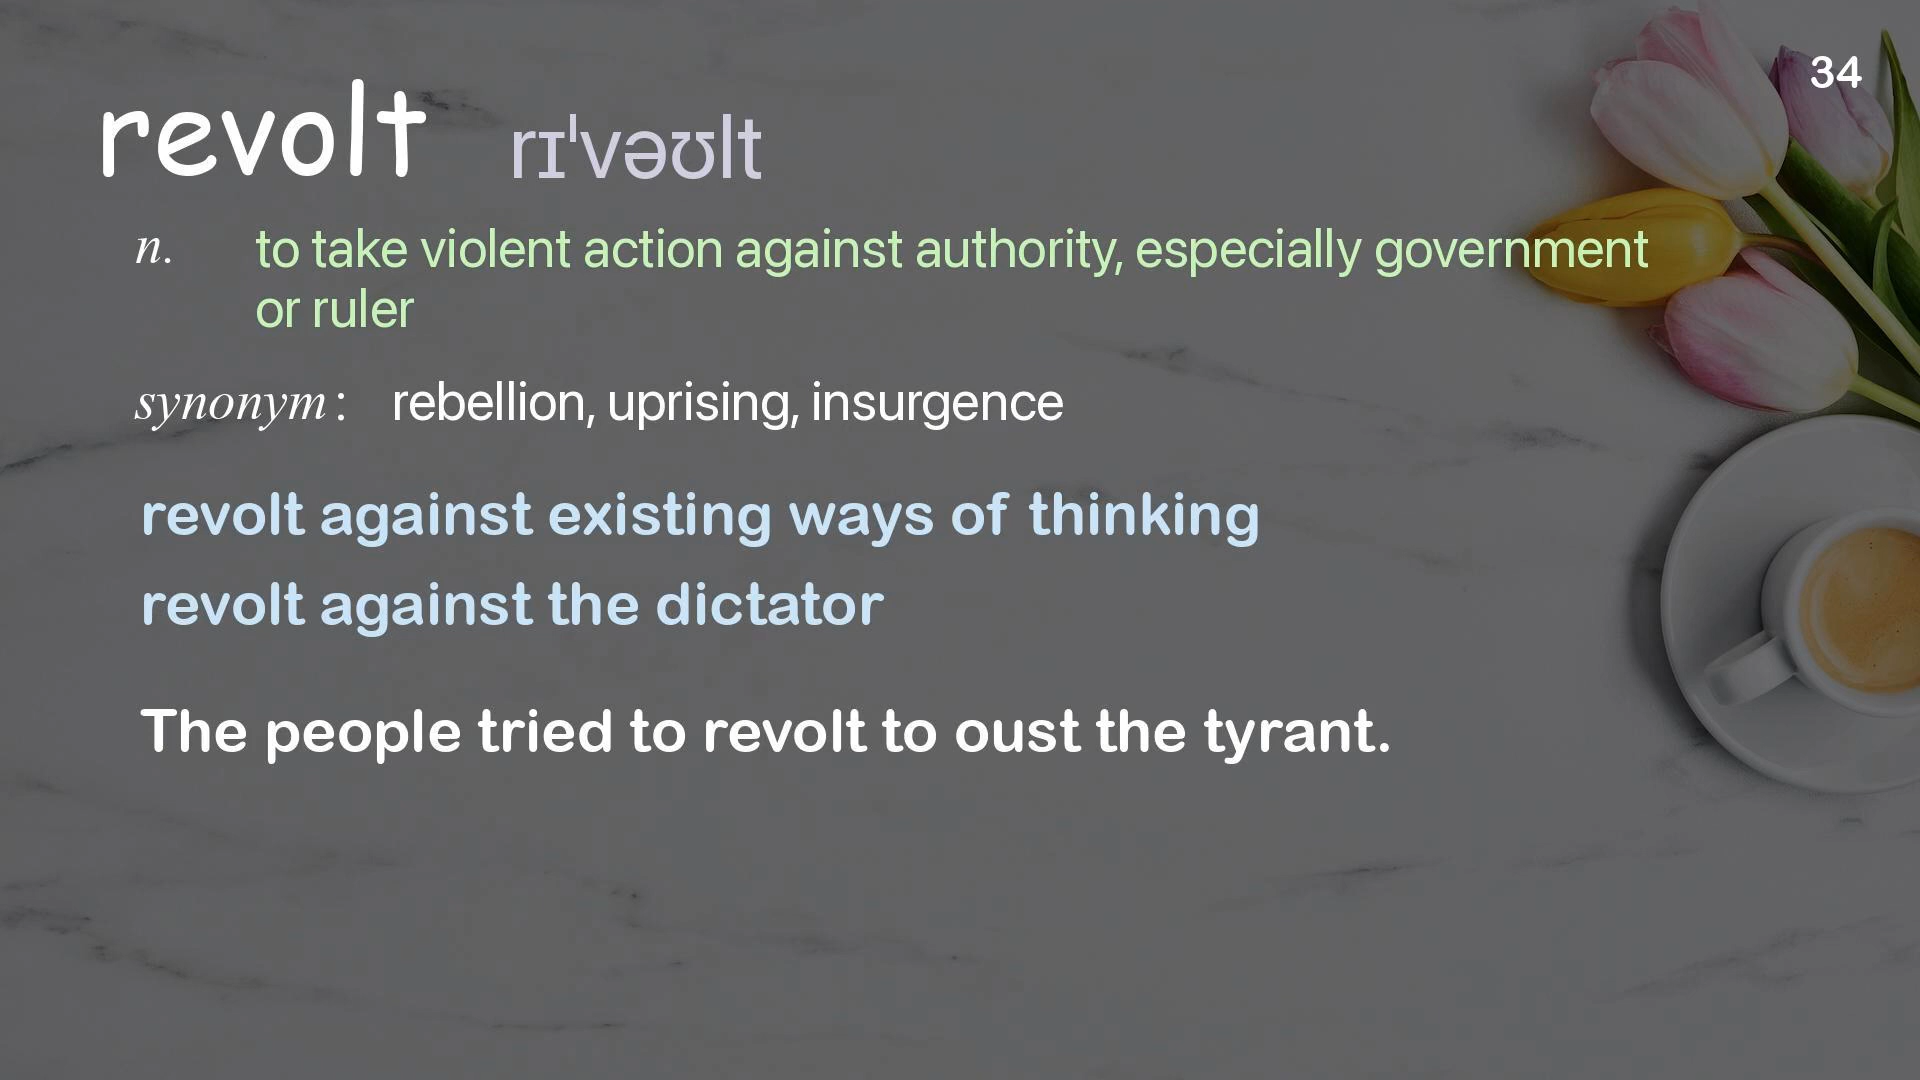 34
revolt rɪˈvəʊlt
n. to take violent action against authority, especially government
or ruler
synonym : rebellion, uprising, insurgence
revolt against existing ways of thinking
revolt against the dictator
The people tried to revolt to oust the tyrant.